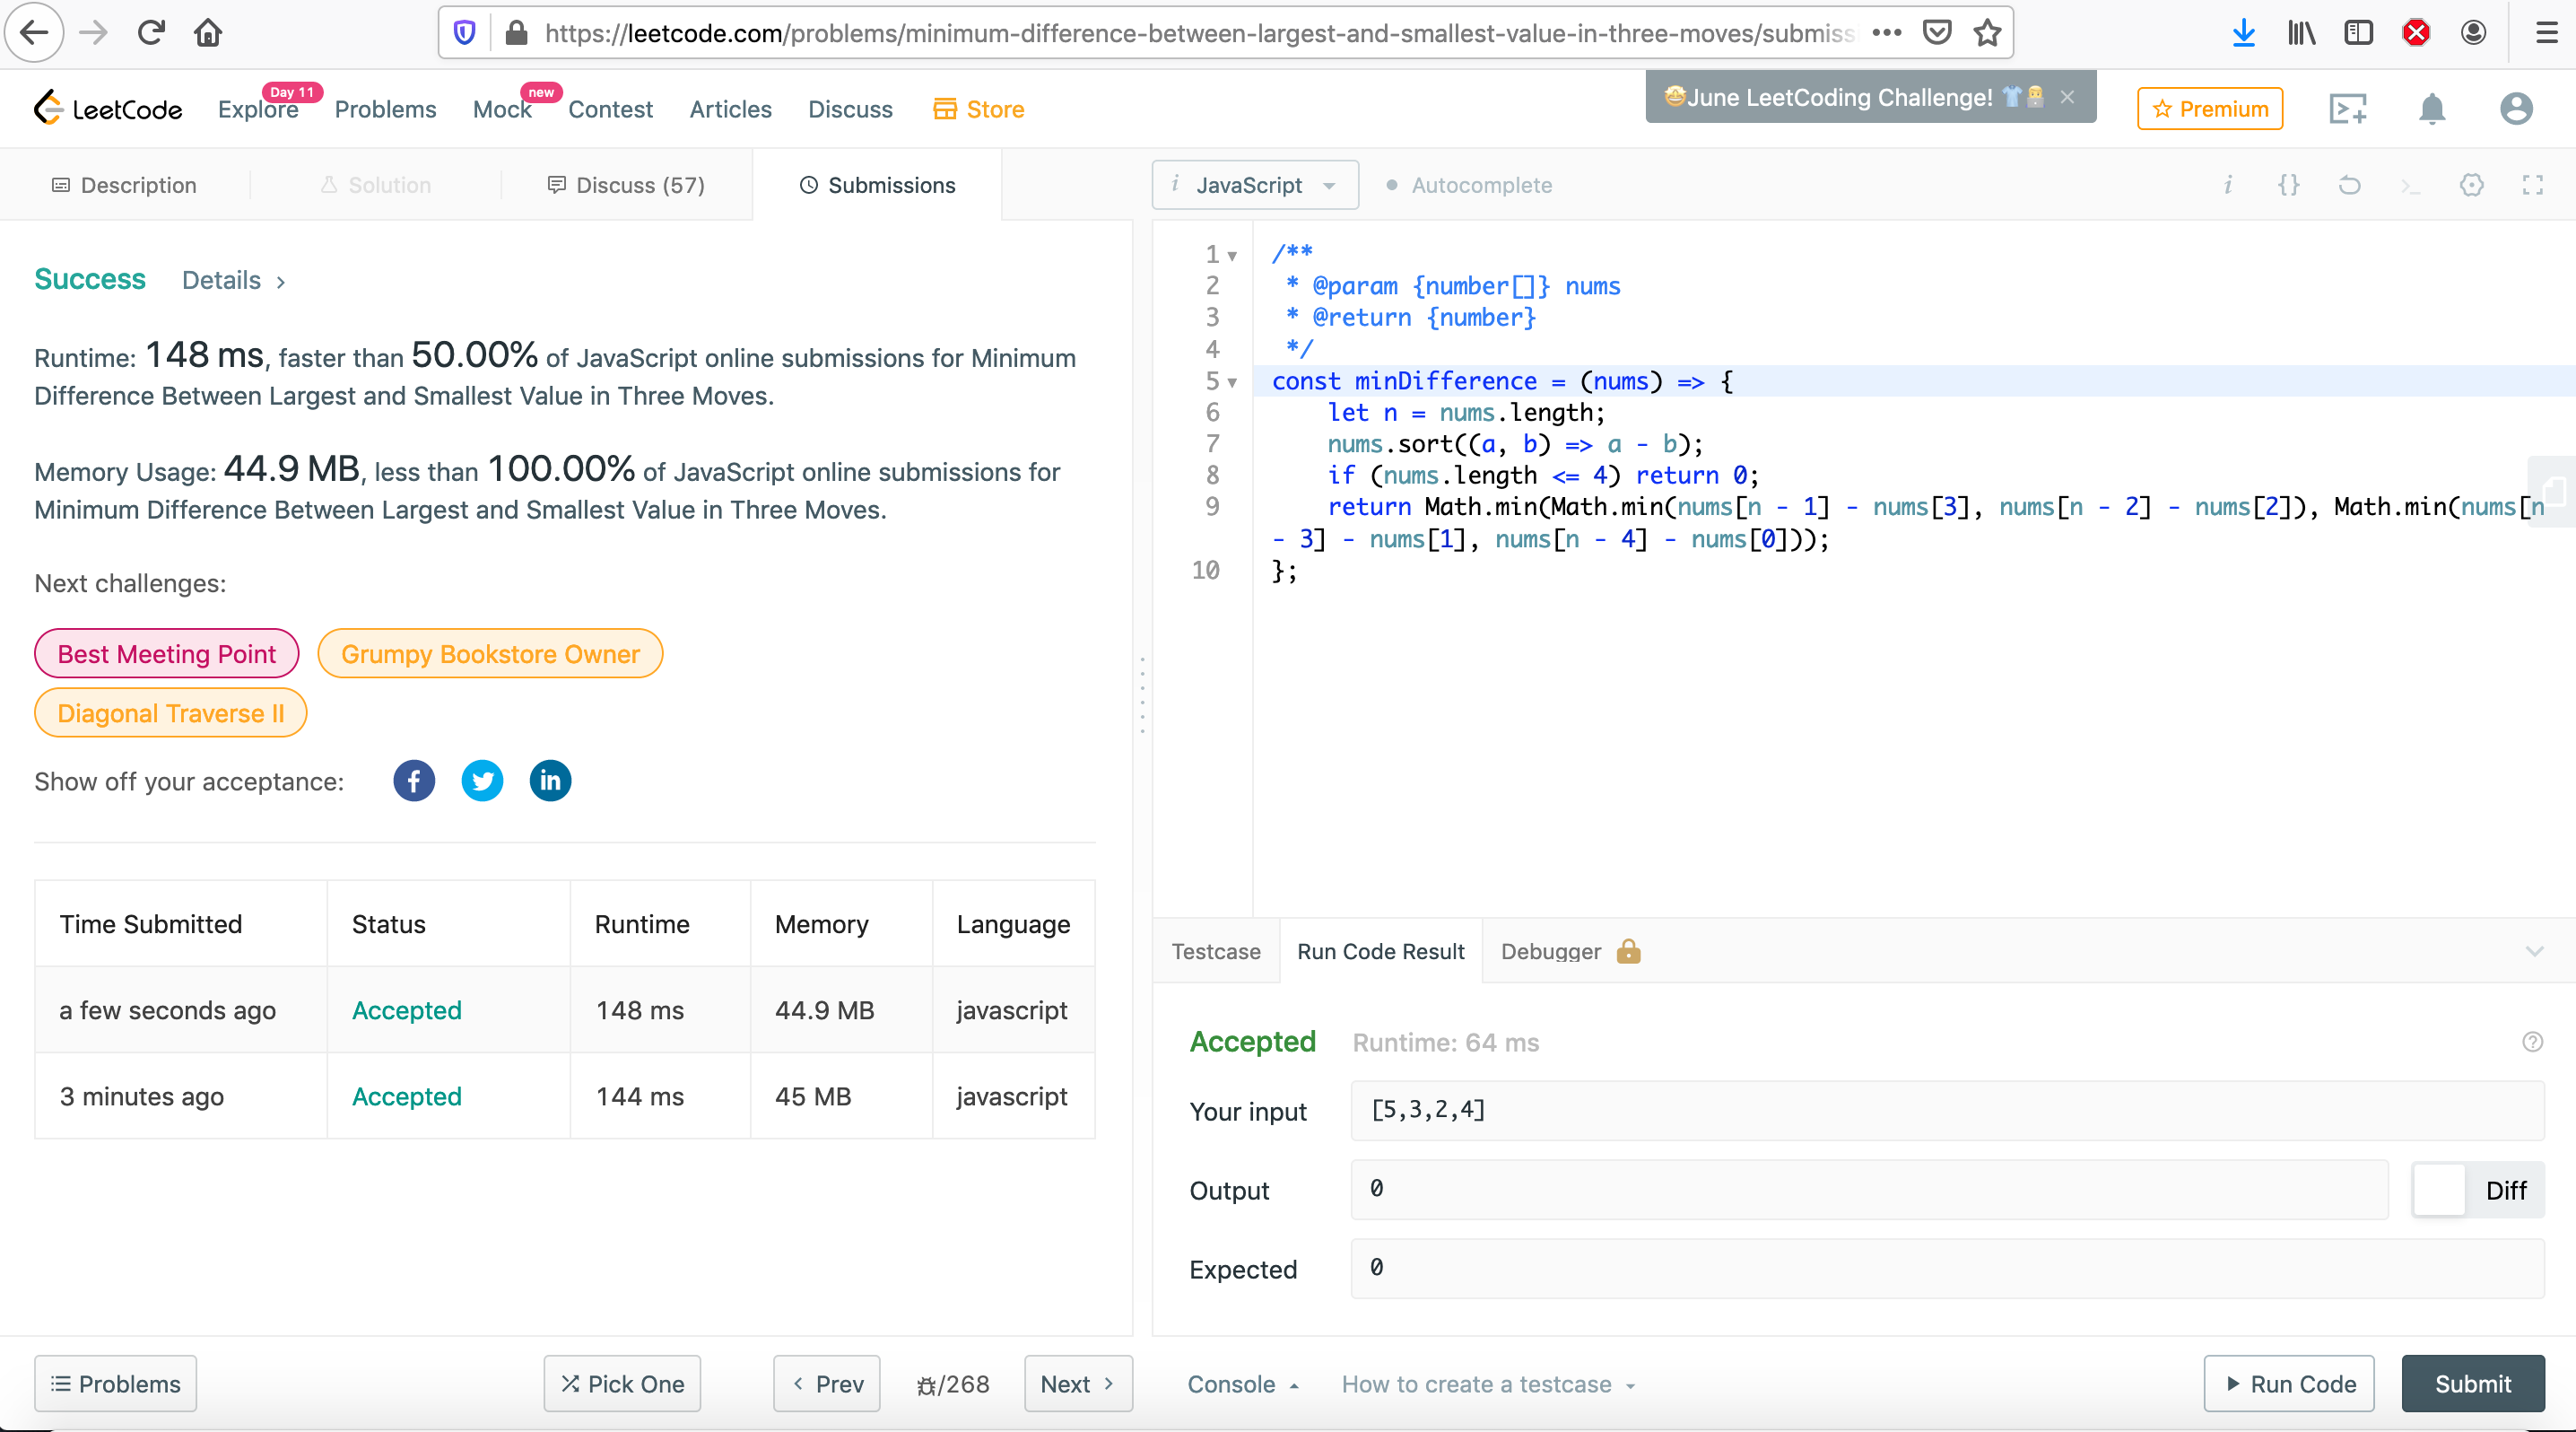 https://leetcode.com/problems/minimum-difference-between-largest-and-smallest-value-in-three-moves/submiss
LeetCode
Explore
Day 11
Problems
Mock
new
Contest
Articles
Discuss
Store
🤩June LeetCoding Challenge! 👕
Premium
Description
Solution
Discuss (57)
Submissions
i JavaScript
Autocomplete
i {} >_
Success Details >
Runtime: 148 ms, faster than 50.00% of JavaScript online submissions for Minimum
Difference Between Largest and Smallest Value in Three Moves.
Memory Usage: 44.9 MB, less than 100.00% of JavaScript online submissions for
Minimum Difference Between Largest and Smallest Value in Three Moves.
Next challenges:
Best Meeting Point
Grumpy Bookstore Owner
Diagonal Traverse II
Show off your acceptance:
Time Submitted Status Runtime Memory Language
a few seconds ago Accepted 148 ms 44.9 MB javascript
3 minutes ago Accepted 144 ms 45 MB javascript
1 /**
2 * @param {number[]} nums
3 * @return {number}
4 */
5 const minDifference = (nums) => {
6 let n = nums.length;
7 nums.sort((a, b) => a - b);
8 if (nums.length <= 4) return 0;
9 return Math.min(Math.min(nums[n - 1] - nums[3], nums[n - 2] - nums[2]), Math.min(nums[n
- 3] - nums[1], nums[n - 4] - nums[0]));
10 };
Testcase
Run Code Result
Debugger
Accepted Runtime: 64 ms
Your input [5,3,2,4]
Output 0
Diff
Expected 0
Problems
Pick One
< Prev
/268
Next >
Console
How to create a testcase
Run Code
Submit